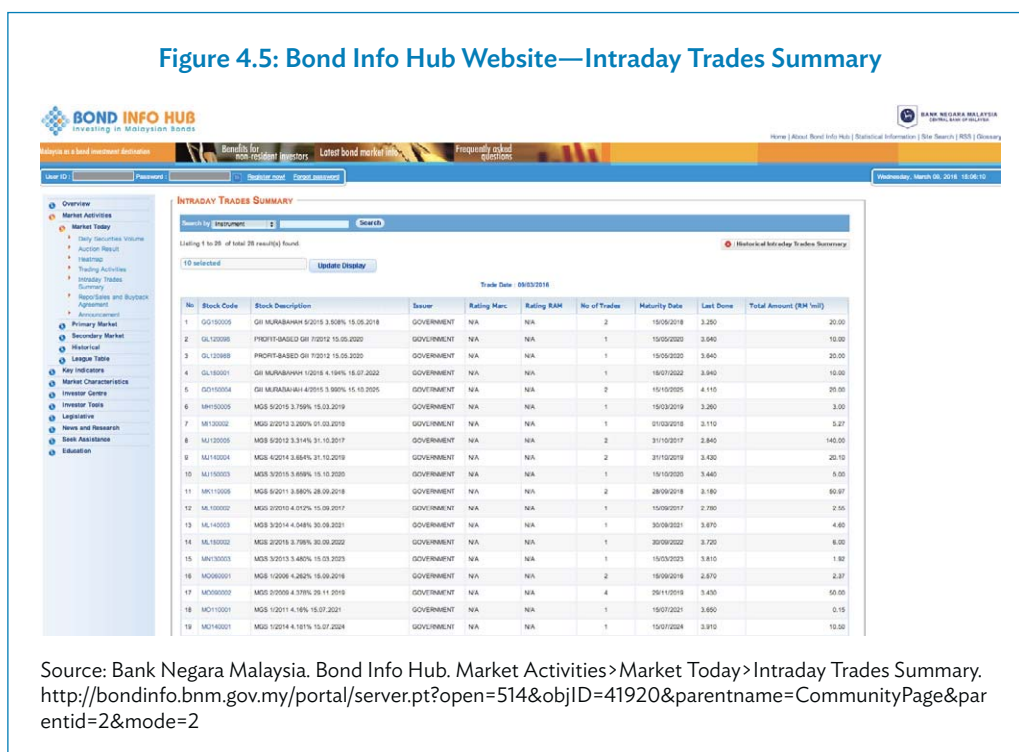 Figure 4.5: Bond Info Hub Website—Intraday Trades Summary
BOND INFO HUB
Investing in Malaysian Bonds
BANK NEGARA MALAYSIA
CENTRAL BANK OF MALAYSIA
Home | About Bond Info Hub | Statistical Information | Site Search | RSS | Glossary
Malaysia as a bond investment destination
Benefits for non-resident investors
Latest bond market info
Frequently asked questions
User ID : Password : Register now! Forgot password
Wednesday, March 09, 2016
Overview
Market Activities
Market Today
Daily Securities Volume
Auction Result
Heatmap
Trading Activities
Intraday Trades
Summary
Repo/Sales and Buyback
Agreement
Announcement
Primary Market
Secondary Market
Historical
League Table
Key Indicators
Market Characteristics
Investor Centre
Investor Tools
Legislative
News and Research
Seek Assistance
Education
INTRADAY TRADES SUMMARY
Search by Instrument Search
Listing 1 to 26 of total 26 result(s) found.
Historical Intraday Trades Summary
10 selected Update Display
Trade Date : 09/03/2016
No Stock Code Stock Description Issuer Rating Marc Rating RAM No of Trades Maturity Date Last Done Total Amount (RM 'mil)
1 GG150005 GII MURABAHAH 5/2015 3.508% 15.05.2018 GOVERNMENT N/A N/A 2 15/05/2018 3.250 20.00
2 PROFIT-BASED GII 7/2012 15.05.2020 GOVERNMENT N/A N/A 1 15/05/2020 3.640 10.00
3 PROFIT-BASED GII 7/2012 15.05.2020 GOVERNMENT N/A N/A 1 15/05/2020 3.640 20.00
4 GII MURABAHAH 1/2015 4.194% 15.07.2022 GOVERNMENT N/A N/A 1 15/07/2022 3.940 10.00
5 GO150004 GII MURABAHAH 4/2015 3.990% 15.10.2025 GOVERNMENT N/A N/A 2 15/10/2025 4.110 20.00
6 MH150005 MGS 5/2015 3.759% 15.03.2019 GOVERNMENT N/A N/A 1 15/03/2019 3.260 3.00
7 MI130002 MGS 2/2013 3.260% 01.03.2018 GOVERNMENT N/A N/A 1 01/03/2018 3.110 5.27
8 MJ120005 MGS 5/2012 3.314% 31.10.2017 GOVERNMENT N/A N/A 2 31/10/2017 2.840 140.00
9 MJ140004 MGS 4/2014 3.654% 31.10.2019 GOVERNMENT N/A N/A 2 31/10/2019 3.430 20.10
10 MJ150003 MGS 3/2015 3.659% 15.10.2020 GOVERNMENT N/A N/A 1 15/10/2020 3.440 5.00
11 MK110005 MGS 5/2011 3.580% 28.09.2018 GOVERNMENT N/A N/A 2 28/09/2018 3.180
12 ML100002 MGS 2/2010 4.012% 15.09.2017 GOVERNMENT N/A N/A 1 15/09/2017 2.780 2.55
13 ML140003 MGS 3/2014 4.048% 30.09.2021 GOVERNMENT N/A N/A 1 30/09/2021 3.670 4.60
14 ML150002 MGS 2/2015 3.795% 30.09.2022 GOVERNMENT N/A N/A 1 30/09/2022 3.720 6.00
15 MN130003 MGS 3/2013 3.480% 15.03.2023 GOVERNMENT N/A N/A 1 15/03/2023 3.810 1.92
16 MO060001 MGS 1/2006 4.262% 15.09.2016 GOVERNMENT N/A N/A 2 15/09/2016 2.570 2.37
17 MO090002 MGS 2/2009 4.378% 29.11.2019 GOVERNMENT N/A N/A 4 29/11/2019 3.430 50.00
18 MO110001 MGS 1/2011 4.16% 15.07.2021 GOVERNMENT N/A N/A 1 15/07/2021 3.650 0.15
19 MO140001 MGS 1/2014 4.181% 15.07.2024 GOVERNMENT N/A N/A 1 15/07/2024 3.910 10.50
Source: Bank Negara Malaysia. Bond Info Hub. Market Activities>Market Today>Intraday Trades Summary.
http://bondinfo.bnm.gov.my/portal/server.pt?open=514&objID=41920&parentname=CommunityPage&par
entid=2&mode=2